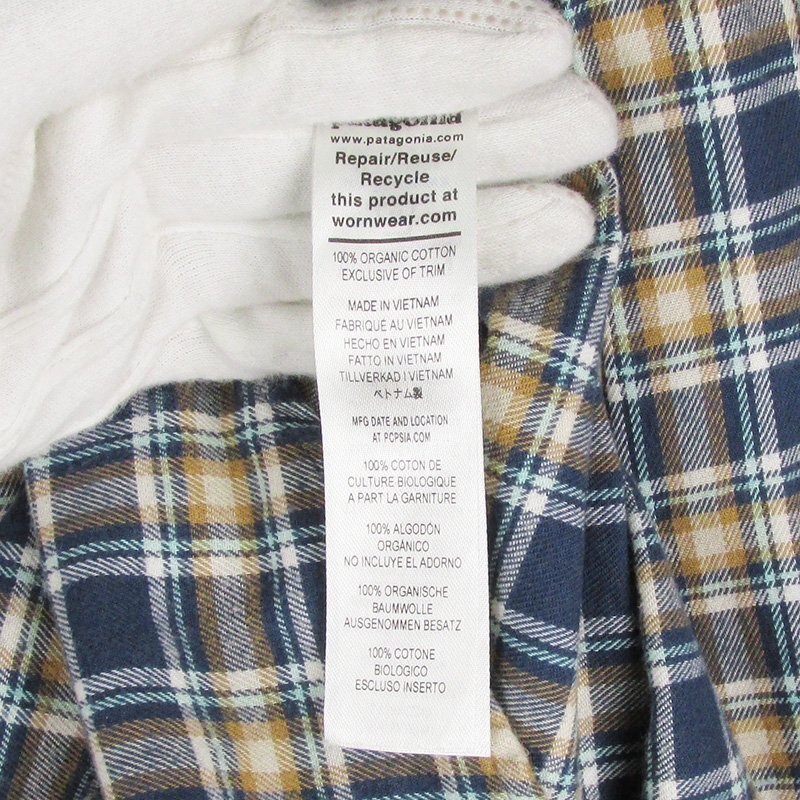 patagonia
www.patagonia.com
Repair/Reuse/
Recycle
this product at
wornwear.com
100% ORGANIC COTTON
EXCLUSIVE OF TRIM
MADE IN VIETNAM
FABRIQUÉ AU VIETNAM
HECHO EN VIETNAM
FATTO IN VIETNAM
TILLVERKAD I VIETNAM
ベトナム製
MFG DATE AND LOCATION
AT PCPSIA.COM
100% COTON DE
CULTURE BIOLOGIQUE
A PART LA GARNITURE
100% ALGODÓN
ORGÁNICO
NO INCLUYE EL ADORNO
100% ORGANISCHE
BAUMWOLLE
AUSGENOMMEN BESATZ
100% COTONE
BIOLOGICO
ESCLUSO INSERTO